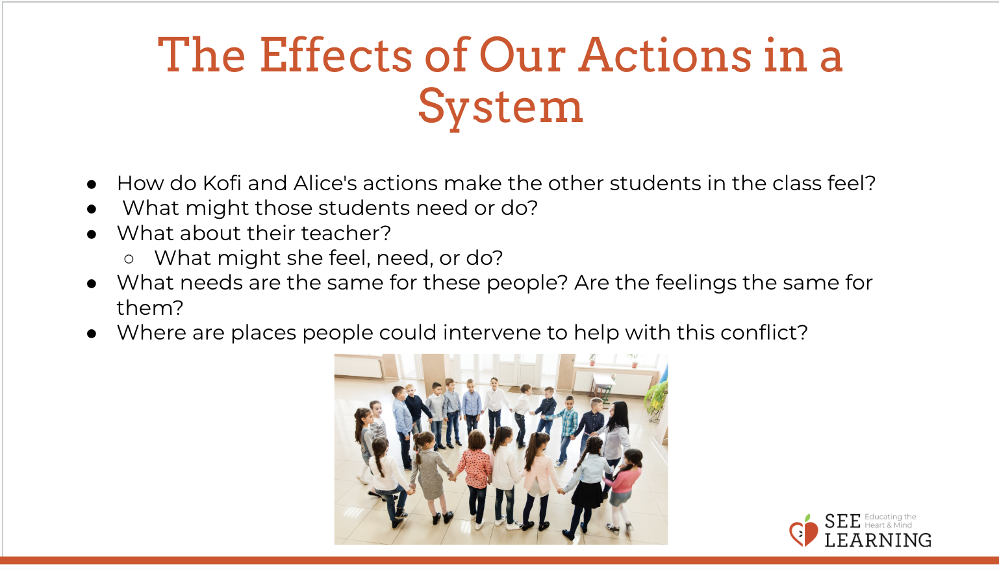 The Effects of Our Actions in a
System
● How do Kofi and Alice's actions make the other students in the class feel?
● What might those students need or do?
● What about their teacher?
○ What might she feel, need, or do?
● What needs are the same for these people? Are the feelings the same for
them?
● Where are places people could intervene to help with this conflict?
SEE Educating the
Heart & Mind
LEARNING